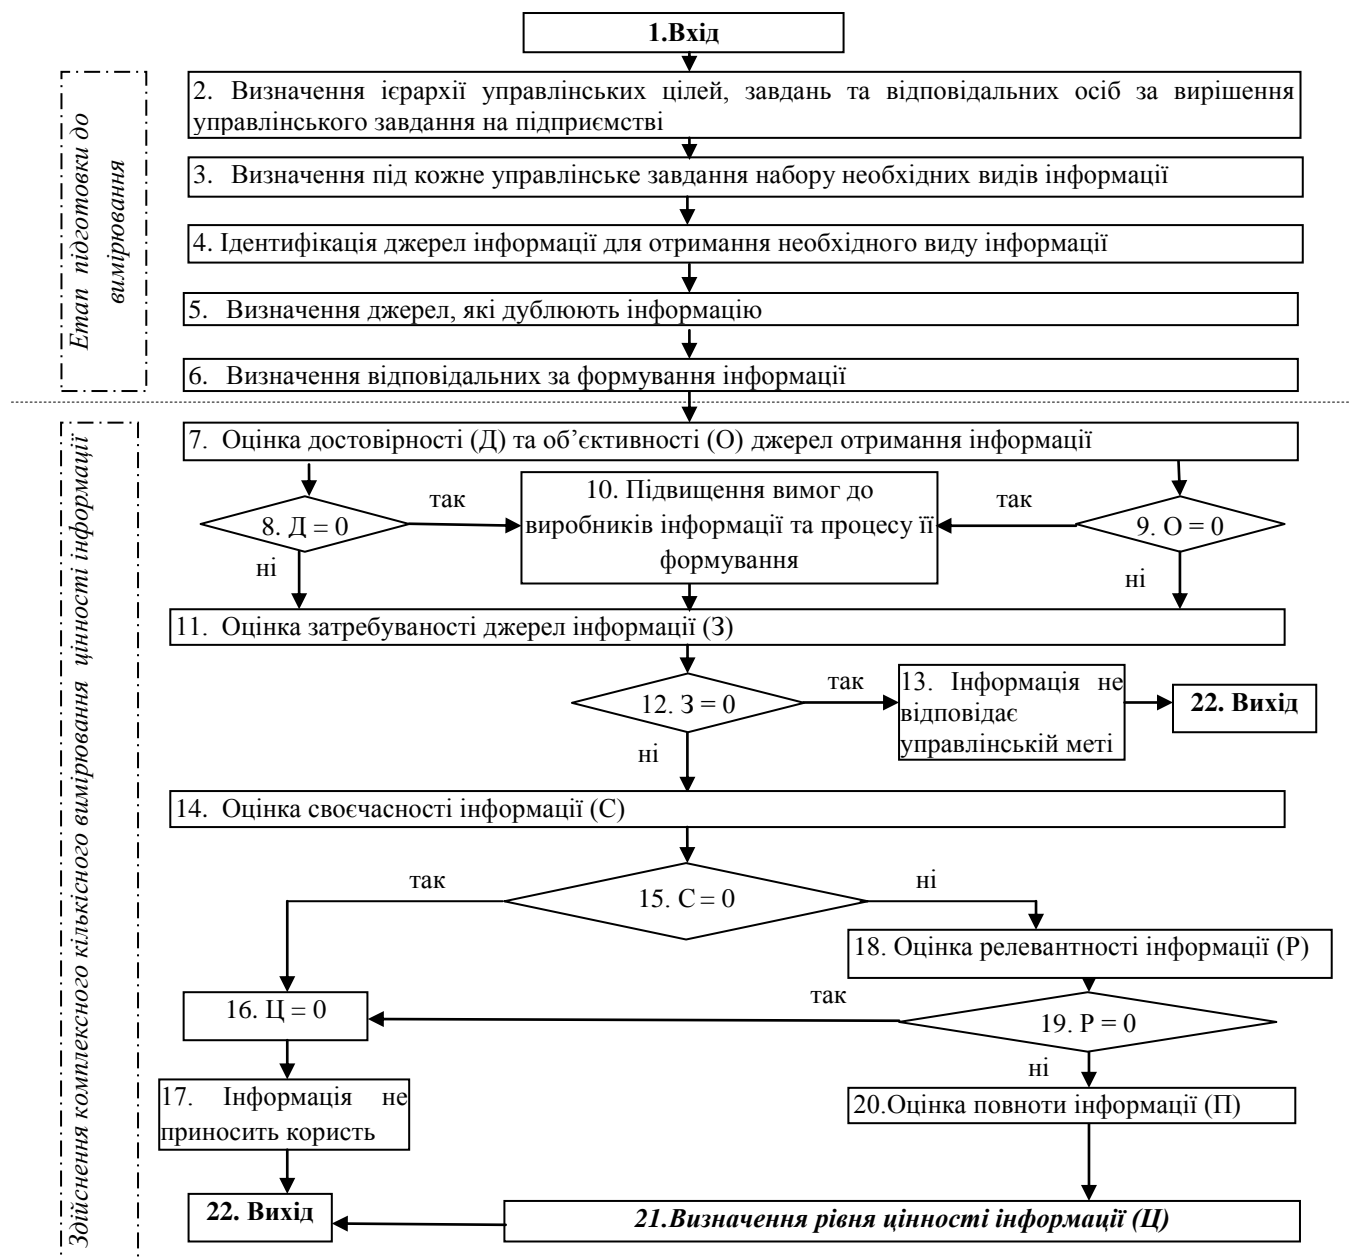 1.Вхід
Етап підготовки до
вимірювання
2. Визначення ієрархії управлінських цілей, завдань та відповідальних осіб за вирішення
управлінського завдання на підприємстві
3. Визначення під кожне управлінське завдання набору необхідних видів інформації
4. Ідентифікація джерел інформації для отримання необхідного виду інформації
5. Визначення джерел, які дублюють інформацію
6. Визначення відповідальних за формування інформації
Здійснення комплексного кількісного вимірювання цінності інформації
7. Оцінка достовірності (Д) та об’єктивності (О) джерел отримання інформації
8. Д = 0
так
10. Підвищення вимог до
виробників інформації та процесу її
формування
так
9. О = 0
ні
ні
11. Оцінка затребуваності джерел інформації (З)
12. З = 0
так
13. Інформація не
відповідає
управлінській меті
22. Вихід
ні
14. Оцінка своєчасності інформації (С)
так
15. С = 0
ні
18. Оцінка релевантності інформації (Р)
16. Ц = 0
так
19. Р = 0
ні
17. Інформація не
приносить користь
20.Оцінка повноти інформації (П)
22. Вихід
21.Визначення рівня цінності інформації (Ц)